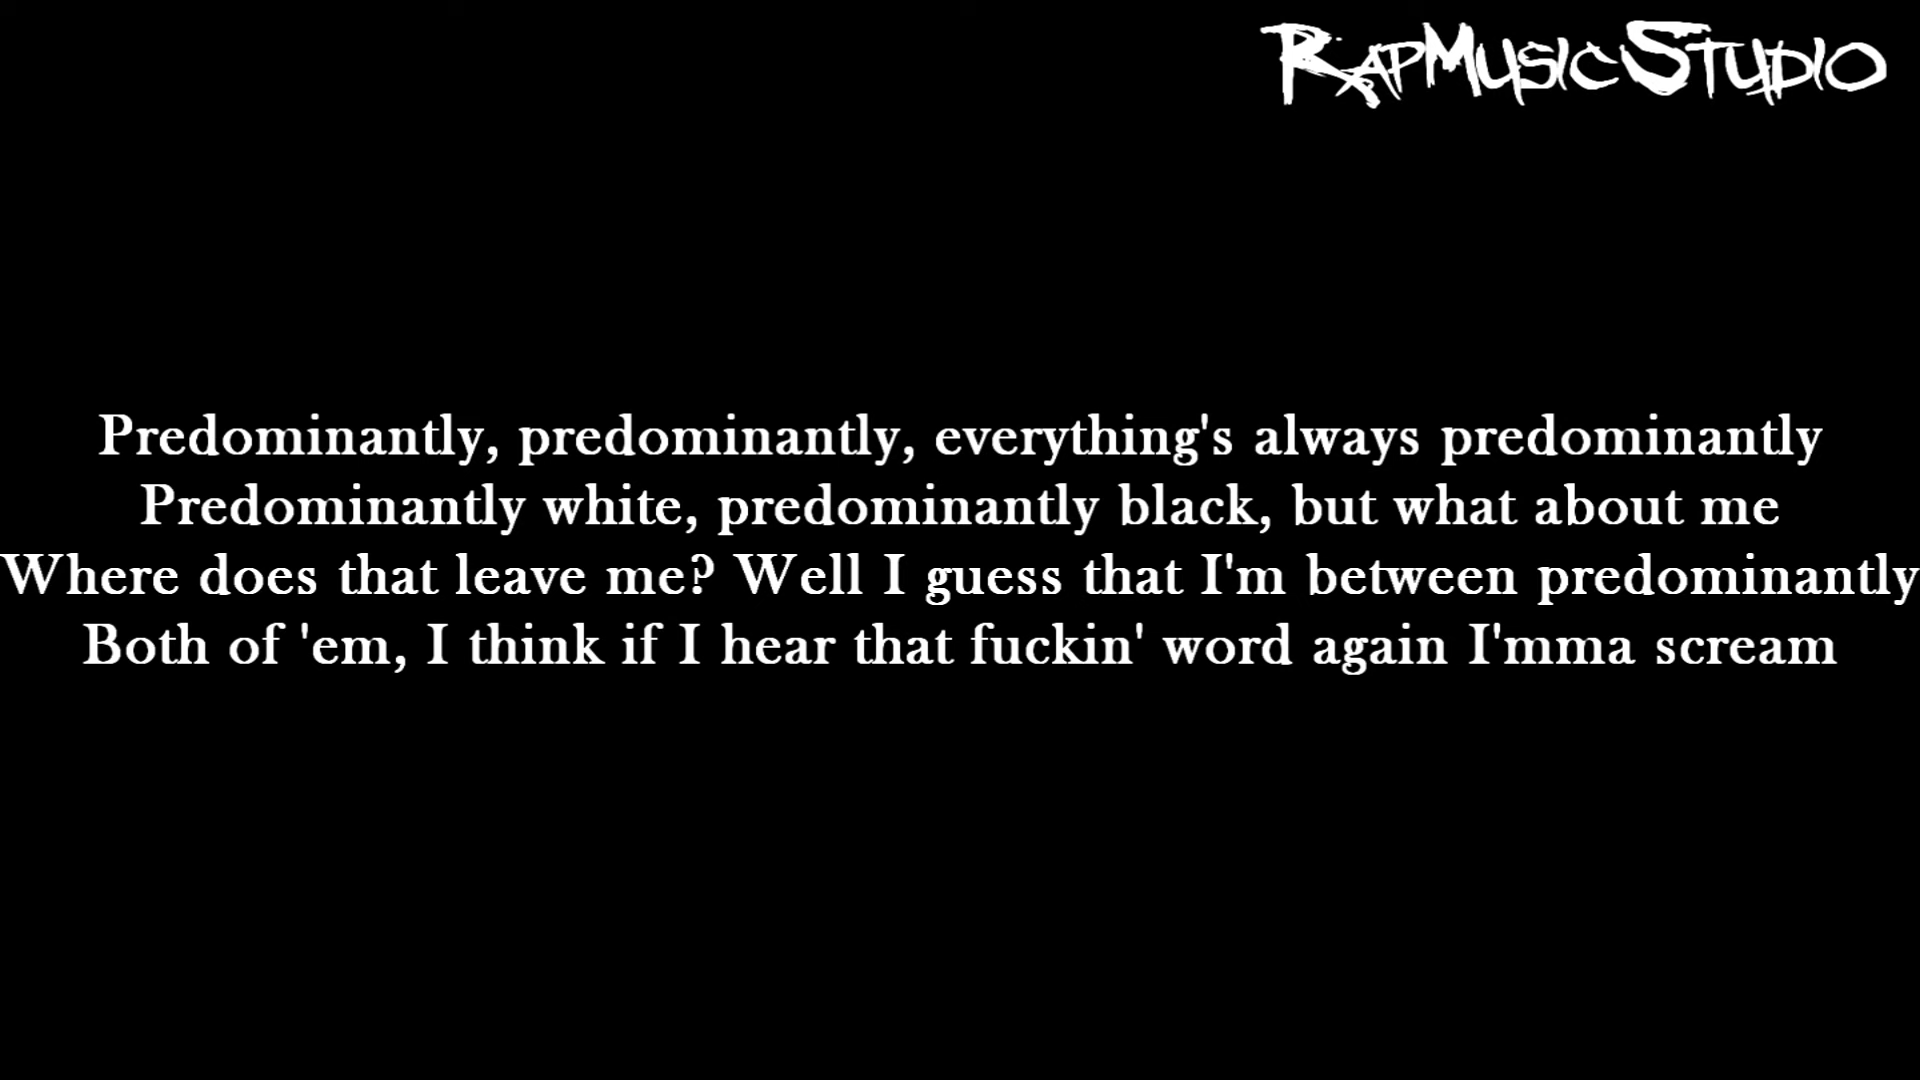 RapMusicStudio
Predominantly, predominantly, everything's always predominantly
Predominantly white, predominantly black, but what about me
Where does that leave me? Well I guess that I'm between predominantly
Both of 'em, I think if I hear that fuckin' word again I'mma scream